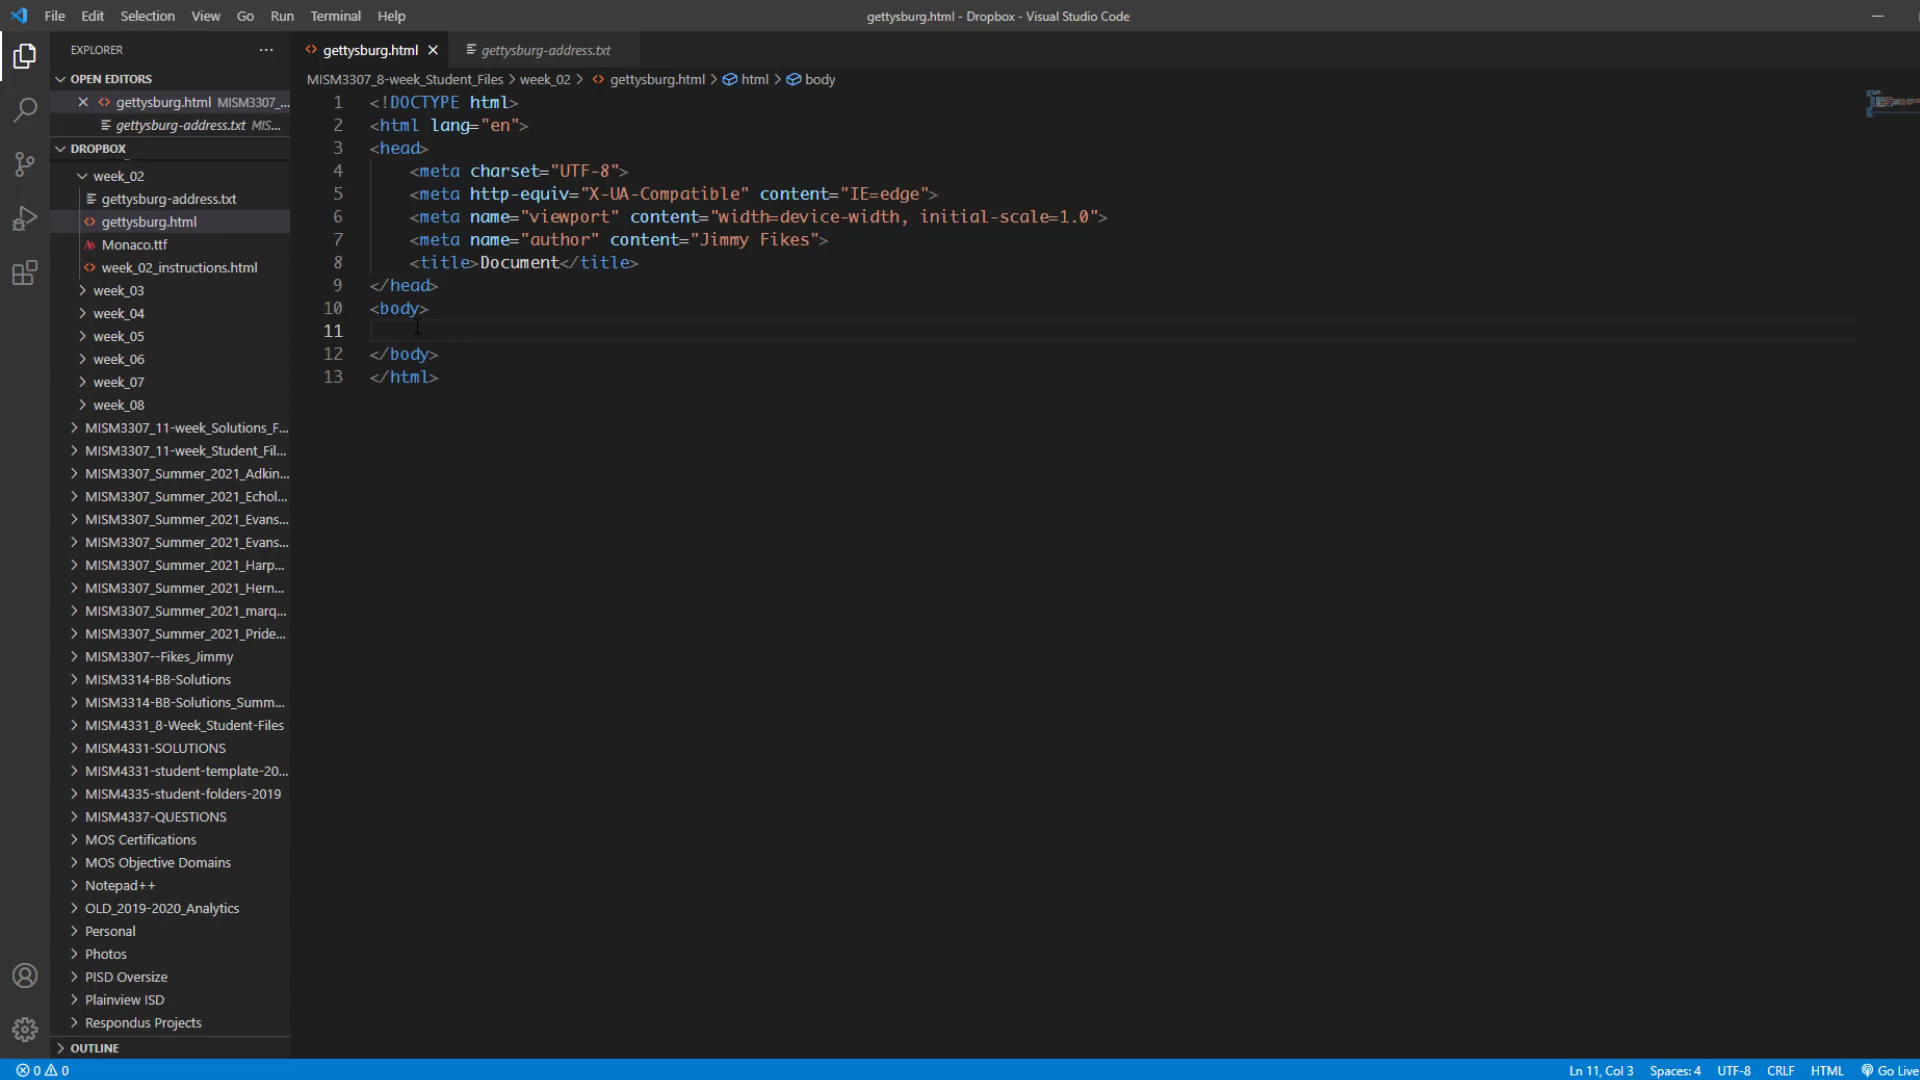 File Edit Selection View Go Run Terminal Help
gettysburg.html - Dropbox - Visual Studio Code
EXPLORER
gettysburg.html
gettysburg-address.txt
OPEN EDITORS
gettysburg.html MISM3307_...
gettysburg-address.txt MIS...
DROPBOX
week_02
gettysburg-address.txt
gettysburg.html
Monaco.ttf
week_02_instructions.html
week_03
week_04
week_05
week_06
week_07
week_08
MISM3307_11-week_Solutions_F...
MISM3307_11-week_Student_Fil...
MISM3307_Summer_2021_Adkin...
MISM3307_Summer_2021_Echol...
MISM3307_Summer_2021_Evans...
MISM3307_Summer_2021_Evans...
MISM3307_Summer_2021_Harp...
MISM3307_Summer_2021_Hern...
MISM3307_Summer_2021_marq...
MISM3307_Summer_2021_Pride...
MISM3307--Fikes_Jimmy
MISM3314-BB-Solutions
MISM3314-BB-Solutions_Summ...
MISM4331_8-Week_Student-Files
MISM4331-SOLUTIONS
MISM4331-student-template-20...
MISM4335-student-folders-2019
MISM4337-QUESTIONS
MOS Certifications
MOS Objective Domains
Notepad++
OLD_2019-2020_Analytics
Personal
Photos
PISD Oversize
Plainview ISD
Respondus Projects
OUTLINE
MISM3307_8-week_Student_Files > week_02 > gettysburg.html > html > body
1 <!DOCTYPE html>
2 <html lang="en">
3 <head>
4 <meta charset="UTF-8">
5 <meta http-equiv="X-UA-Compatible" content="IE=edge">
6 <meta name="viewport" content="width=device-width, initial-scale=1.0">
7 <meta name="author" content="Jimmy Fikes">
8 <title>Document</title>
9 </head>
10 <body>
11
12 </body>
13 </html>
0 0
Ln 11, Col 3 Spaces: 4 UTF-8 CRLF HTML Go Live